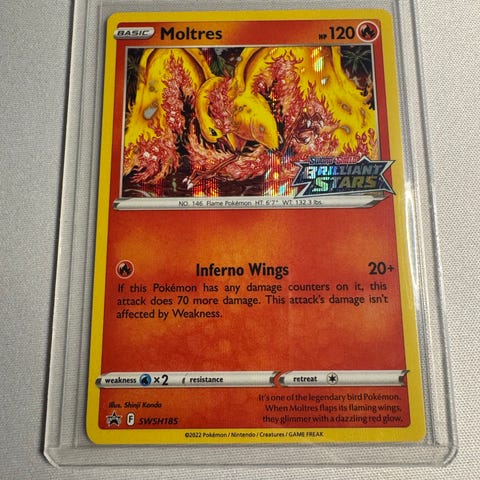 BASIC Moltres HP 120
BRILLIANT
STARS
NO. 146 Flame Pokémon HT: 6'7" WT: 132.3 lbs.
Inferno Wings 20+
If this Pokémon has any damage counters on it, this
attack does 70 more damage. This attack's damage isn't
affected by Weakness.
weakness ×2 resistance retreat
Illus. Shinji Kanda
It's one of the legendary bird Pokémon.
When Moltres flaps its flaming wings,
they glimmer with a dazzling red glow.
F SWSH185
©2022 Pokémon / Nintendo / Creatures / GAME FREAK